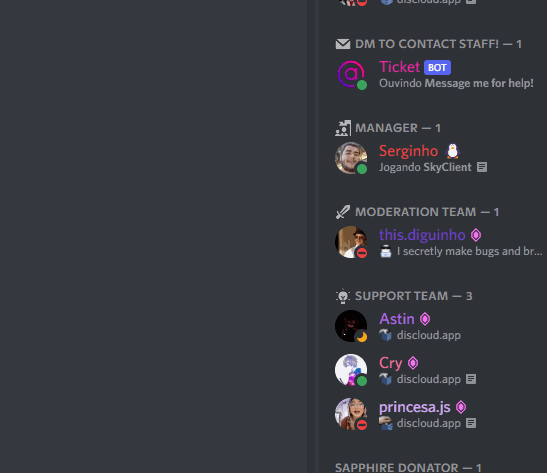 discloud.app
DM TO CONTACT STAFF! — 1
Ticket BOT
Ouvindo Message me for help!
MANAGER — 1
Serginho
Jogando SkyClient
MODERATION TEAM — 1
this.diguinho
I secretly make bugs and br...
SUPPORT TEAM — 3
Astin
discloud.app
Cry
discloud.app
princesa.js
discloud.app
SAPPHIRE DONATOR — 1